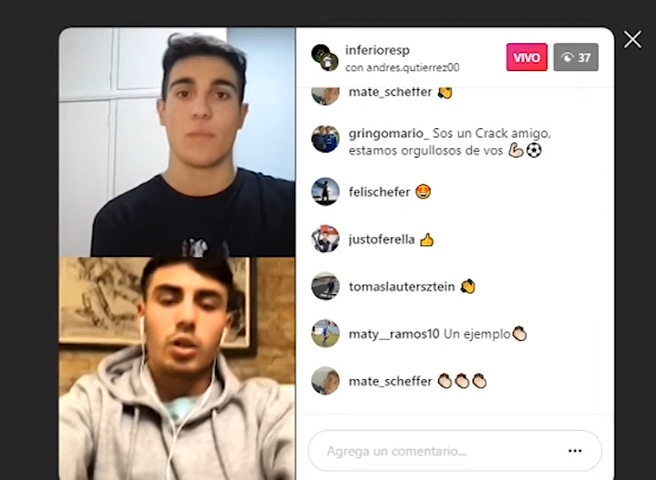 inferioresp
con andres.gutierrez00
VIVO
37
mate_scheffer
gringomario_ Sos un Crack amigo,
estamos orgullosos de vos
felischefer
justoferella
tomaslautersztein
maty__ramos10 Un ejemplo
mate_scheffer
Agrega un comentario...